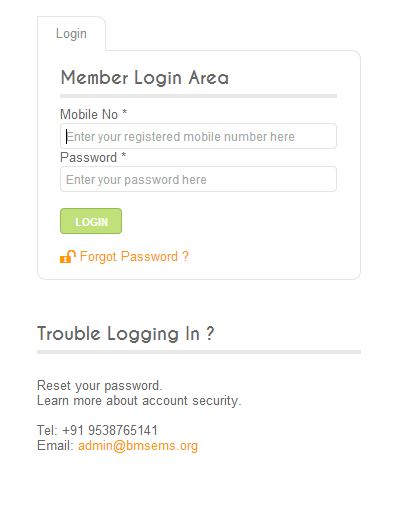 Login
Member Login Area
Mobile No *
Enter your registered mobile number here
Password *
Enter your password here
LOGIN
Forgot Password ?
Trouble Logging In ?
Reset your password.
Learn more about account security.
Tel: +91 9538765141
Email: admin@bmsems.org